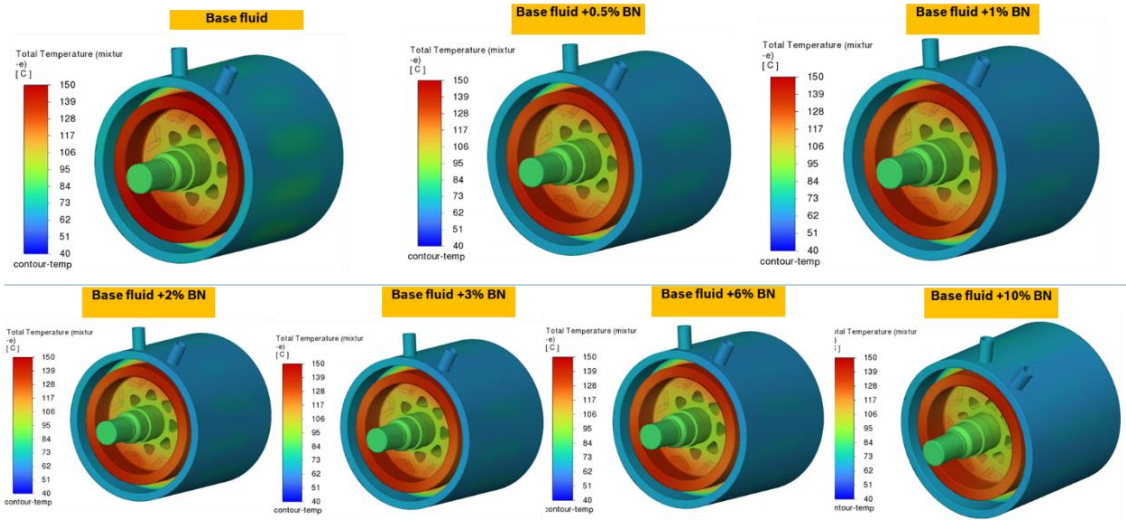 Base fluid
Total Temperature (mixtur
-e)
[ C ]
150
139
128
117
106
95
84
73
62
51
40
contour-temp
Base fluid +0.5% BN
Total Temperature (mixtur
-e)
[ C ]
150
139
128
117
106
95
84
73
62
51
40
contour-temp
Base fluid +1% BN
Total Temperature (mixtur
-e)
[ C ]
150
139
128
117
106
95
84
73
62
51
40
contour-temp
Base fluid +2% BN
Total Temperature (mixtur
-e)
[ C ]
150
139
128
117
106
95
84
73
62
51
40
contour-temp
Base fluid +3% BN
Total Temperature (mixtur
-e)
[ C ]
150
139
128
117
106
95
84
73
62
51
40
contour-temp
Base fluid +6% BN
Total Temperature (mixtur
-e)
[ C ]
150
139
128
117
106
95
84
73
62
51
40
contour-temp
Base fluid +10% BN
Total Temperature (mixtur
-e)
[ C ]
150
139
128
117
106
95
84
73
62
51
40
contour-temp